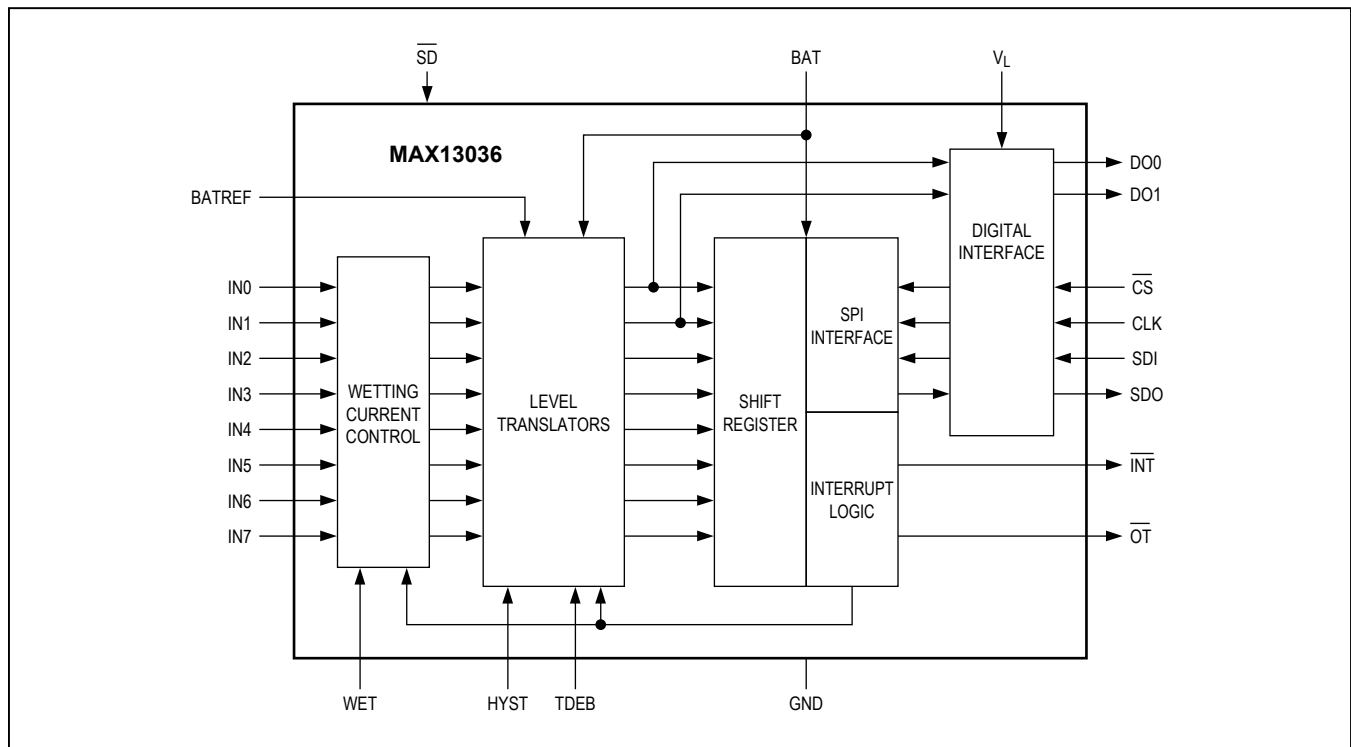 SD
BAT
VL
MAX13036
BATREF
DO0
DO1
DIGITAL
INTERFACE
IN0
IN1
IN2
IN3
IN4
IN5
IN6
IN7
WETTING
CURRENT
CONTROL
LEVEL
TRANSLATORS
SHIFT
REGISTER
SPI
INTERFACE
INTERRUPT
LOGIC
CS
CLK
SDI
SDO
INT
OT
WET
HYST
TDEB
GND